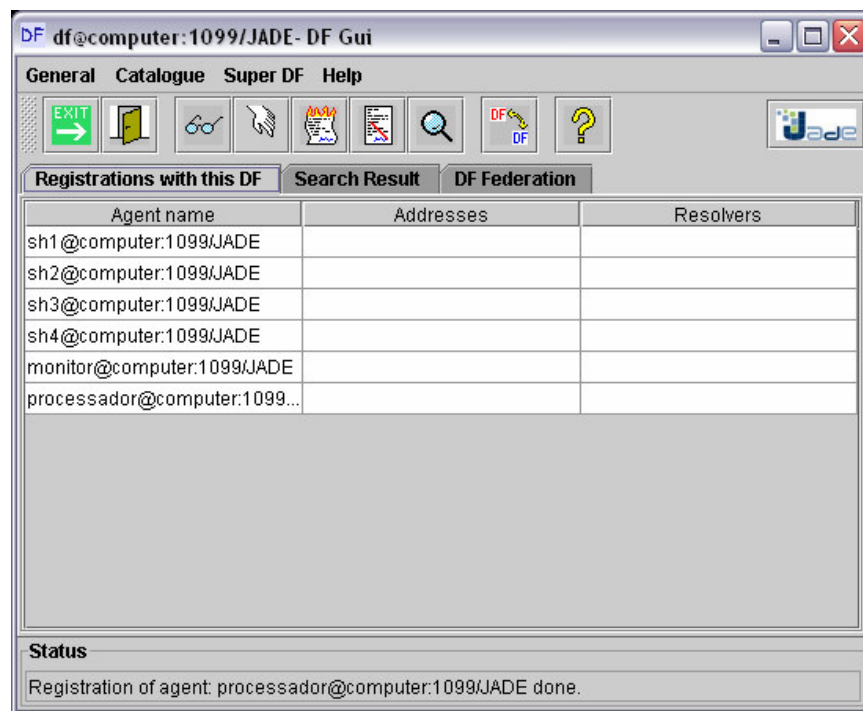 DF df@computer:1099/JADE- DF Gui
General Catalogue Super DF Help
EXIT DF DF ? Jade
Registrations with this DF Search Result DF Federation
Agent name Addresses Resolvers
sh1@computer:1099/JADE
sh2@computer:1099/JADE
sh3@computer:1099/JADE
sh4@computer:1099/JADE
monitor@computer:1099/JADE
processador@computer:1099...
Status
Registration of agent: processador@computer:1099/JADE done.